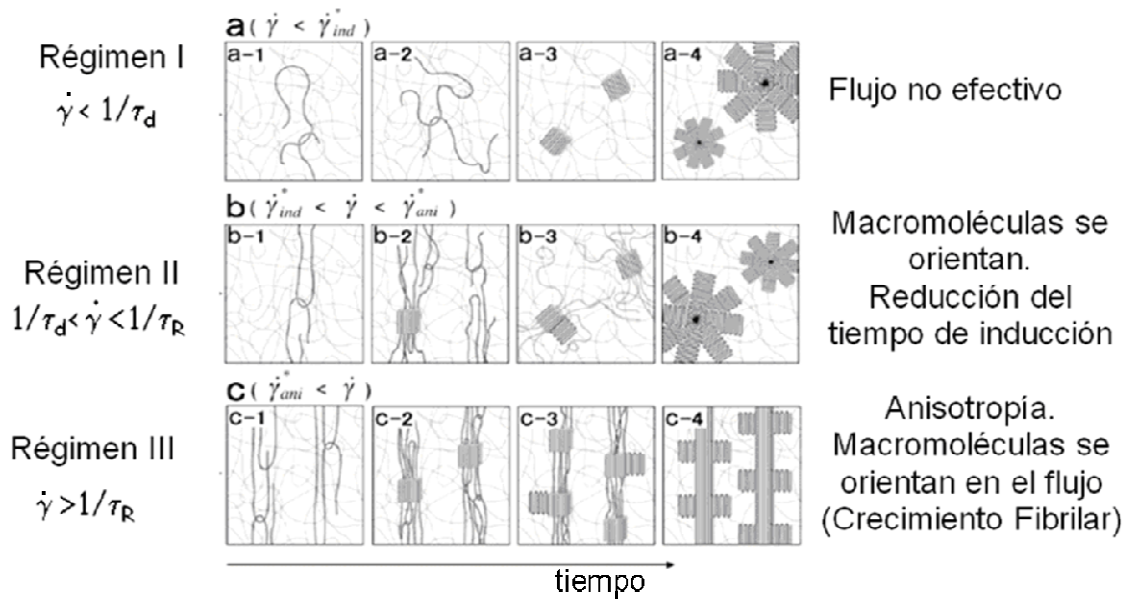 a ( γ̇ < γ̇*ind )
Régimen I
γ̇ < 1/τd
a-1
a-2
a-3
a-4
Flujo no efectivo
b ( γ̇*ind < γ̇ < γ̇*ani )
Régimen II
1/τd < γ̇ < 1/τR
b-1
b-2
b-3
b-4
Macromoléculas se
orientan.
Reducción del
tiempo de inducción
c ( γ̇*ani < γ̇ )
Régimen III
γ̇ > 1/τR
c-1
c-2
c-3
c-4
Anisotropía.
Macromoléculas se
orientan en el flujo
(Crecimiento Fibrilar)
tiempo